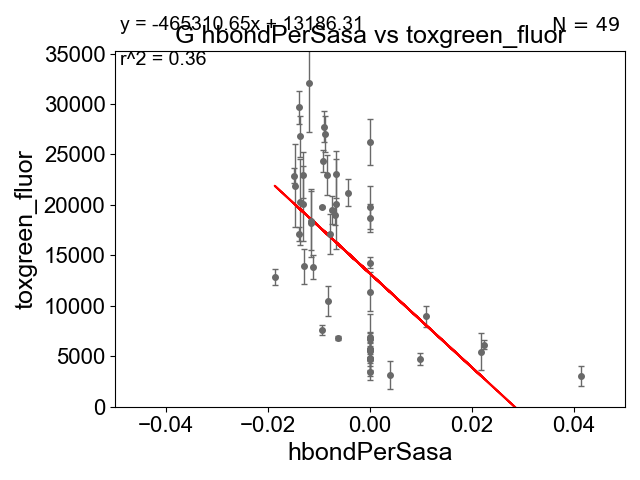 y = -465310.65x + 13186.31
N = 49
G hbondPerSasa vs toxgreen_fluor
r^2 = 0.36
35000
30000
25000
20000
15000
10000
5000
0
toxgreen_fluor
−0.04 −0.02 0.00 0.02 0.04
hbondPerSasa